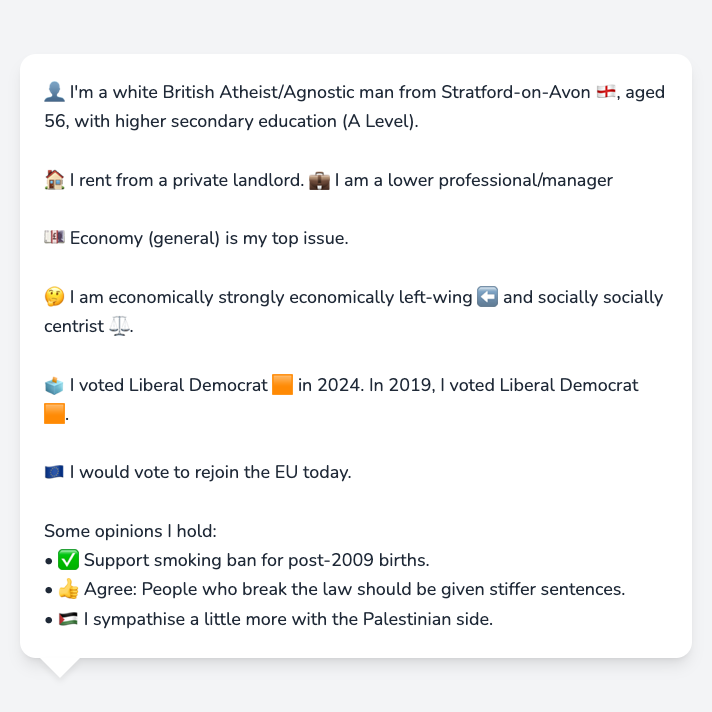 👤 I'm a white British Atheist/Agnostic man from Stratford-on-Avon 🏴󠁧󠁢󠁥󠁮󠁧󠁿, aged
56, with higher secondary education (A Level).
🏠 I rent from a private landlord. 💼 I am a lower professional/manager
💷 Economy (general) is my top issue.
🤔 I am economically strongly economically left-wing ⬅️ and socially socially
centrist ⚖️.
🗳️ I voted Liberal Democrat 🟧 in 2024. In 2019, I voted Liberal Democrat
🟧.
🇪🇺 I would vote to rejoin the EU today.
Some opinions I hold:
• ✅ Support smoking ban for post-2009 births.
• 👍 Agree: People who break the law should be given stiffer sentences.
• 🇵🇸 I sympathise a little more with the Palestinian side.